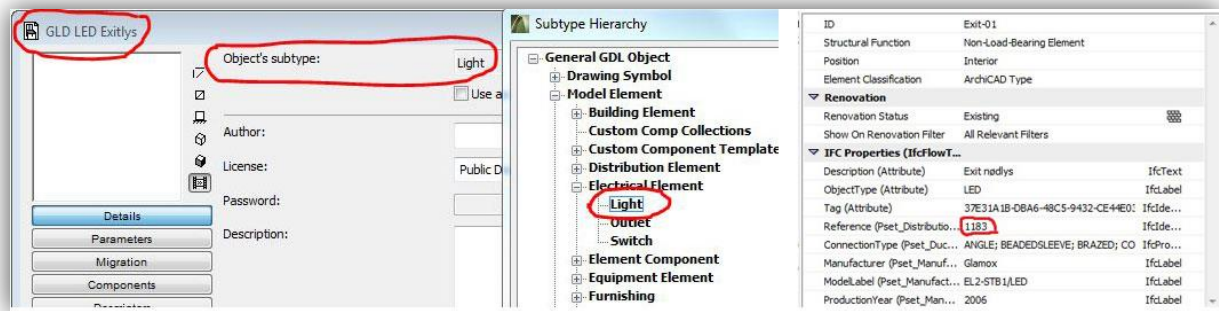 GLD LED Exitlys
Object's subtype:
Light
Use a
Author:
License:
Public D
Password:
Description:
Details
Parameters
Migration
Components
Subtype Hierarchy
General GDL Object
Drawing Symbol
Model Element
Building Element
Custom Comp Collections
Custom Component Template
Distribution Element
Electrical Element
Light
Outlet
Switch
Element Component
Equipment Element
Furnishing
ID Exit-01
Structural Function Non-Load-Bearing Element
Position Interior
Element Classification ArchiCAD Type
Renovation
Renovation Status Existing
Show On Renovation Filter All Relevant Filters
IFC Properties (IfcFlowT...
Description (Attribute) Exit nødlys IfcText
ObjectType (Attribute) LED IfcLabel
Tag (Attribute) 37E31A1B-DBA6-48C5-9432-CE44E0 IfcIde...
Reference (Pset_Distributio... 1183 IfcIde...
ConnectionType (Pset_Duc... ANGLE; BEADEDSLEEVE; BRAZED; CO IfcPro...
Manufacturer (Pset_Manuf... Glamox IfcLabel
ModelLabel (Pset_Manufact... EL2-STB1/LED IfcLabel
ProductionYear (Pset_Man... 2006 IfcLabel